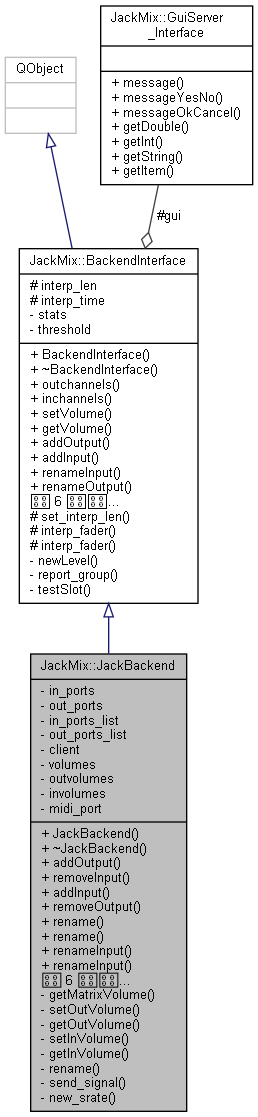 JackMix::GuiServer
_Interface
+ message()
+ messageYesNo()
+ messageOkCancel()
+ getDouble()
+ getInt()
+ getString()
+ getItem()
QObject
#gui
JackMix::BackendInterface
# interp_len
# interp_time
- stats
- threshold
+ BackendInterface()
+ ~BackendInterface()
+ outchannels()
+ inchannels()
+ setVolume()
+ getVolume()
+ addOutput()
+ addInput()
+ renameInput()
+ renameOutput()
6 ...
# set_interp_len()
# interp_fader()
# interp_fader()
- newLevel()
- report_group()
- testSlot()
JackMix::JackBackend
- in_ports
- out_ports
- in_ports_list
- out_ports_list
- client
- volumes
- outvolumes
- involumes
- midi_port
+ JackBackend()
+ ~JackBackend()
+ addOutput()
+ removeInput()
+ addInput()
+ removeOutput()
+ rename()
+ rename()
+ renameInput()
+ renameInput()
6 ...
- getMatrixVolume()
- setOutVolume()
- getOutVolume()
- setInVolume()
- getInVolume()
- rename()
- send_signal()
- new_srate()